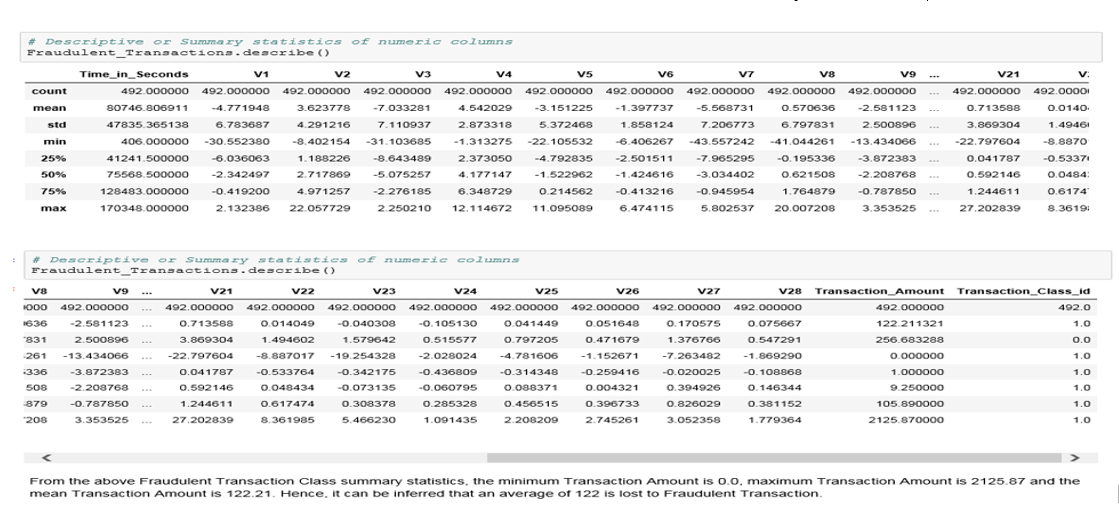 # Descriptive or Summary statistics of numeric columns
Fraudulent_Transactions.describe()
Time_in_Seconds V1 V2 V3 V4 V5 V6 V7 V8 V9 ... V21
count 492.000000 492.000000 492.000000 492.000000 492.000000 492.000000 492.000000 492.000000 492.000000 492.000000 ... 492.000000 492.0000
mean 80746.806911 -4.771948 3.623778 -7.033281 4.542029 -3.151225 -1.397737 -5.568731 0.570636 -2.581123 ... 0.713588 0.0140
std 47835.365138 6.783687 4.291216 7.110937 2.873318 5.372468 1.858124 7.206773 6.797831 2.500896 ... 3.869304 1.4946
min 406.000000 -30.552380 -8.402154 -31.103685 -1.313275 -22.105532 -6.406267 -43.557242 -41.044261 -13.434066 ... -22.797604 -8.8870
25% 41241.500000 -6.036063 1.188226 -8.643489 2.373050 -4.792835 -2.501511 -7.965295 -0.195336 -3.872383 ... 0.041787 -0.5337
50% 75568.500000 -2.342497 2.717869 -5.075257 4.177147 -1.522962 -1.424616 -3.034402 0.621508 -2.208768 ... 0.592146 0.0484
75% 128483.000000 -0.419200 4.971257 -2.276185 6.348729 0.214562 -0.413216 -0.945954 1.764879 -0.787850 ... 1.244611 0.6174
max 170348.000000 2.132386 22.057729 2.250210 12.114672 11.095089 6.474115 5.802537 20.007208 3.353525 ... 27.202839 8.3619
# Descriptive or Summary statistics of numeric columns
Fraudulent_Transactions.describe()
V8 V9 ... V21 V22 V23 V24 V25 V26 V27 V28 Transaction_Amount Transaction_Class_id
000 492.000000 ... 492.000000 492.000000 492.000000 492.000000 492.000000 492.000000 492.000000 492.000000 492.000000 492.0
636 -2.581123 ... 0.713588 0.014049 -0.040308 -0.105130 0.041449 0.051648 0.170575 0.075667 122.211321 1.0
831 2.500896 ... 3.869304 1.494602 1.579642 0.515577 0.797205 0.471679 1.376766 0.547291 256.683288 0.0
261 -13.434066 ... -22.797604 -8.887017 -19.254328 -2.028024 -4.781606 -1.152671 -7.263482 -1.869290 0.000000 1.0
336 -3.872383 ... 0.041787 -0.533764 -0.342175 -0.436809 -0.314348 -0.259416 -0.020025 -0.108868 1.000000 1.0
508 -2.208768 ... 0.592146 0.048434 -0.073135 -0.060795 0.088371 0.004321 0.394926 0.146344 9.250000 1.0
879 -0.787850 ... 1.244611 0.617474 0.308378 0.285328 0.456515 0.396733 0.826029 0.381152 105.890000 1.0
208 3.353525 ... 27.202839 8.361985 5.466230 1.091435 2.208209 2.745261 3.052358 1.779364 2125.870000 1.0
From the above Fraudulent Transaction Class summary statistics, the minimum Transaction Amount is 0.0, maximum Transaction Amount is 2125.87 and the
mean Transaction Amount is 122.21. Hence, it can be inferred that an average of 122 is lost to Fraudulent Transaction.